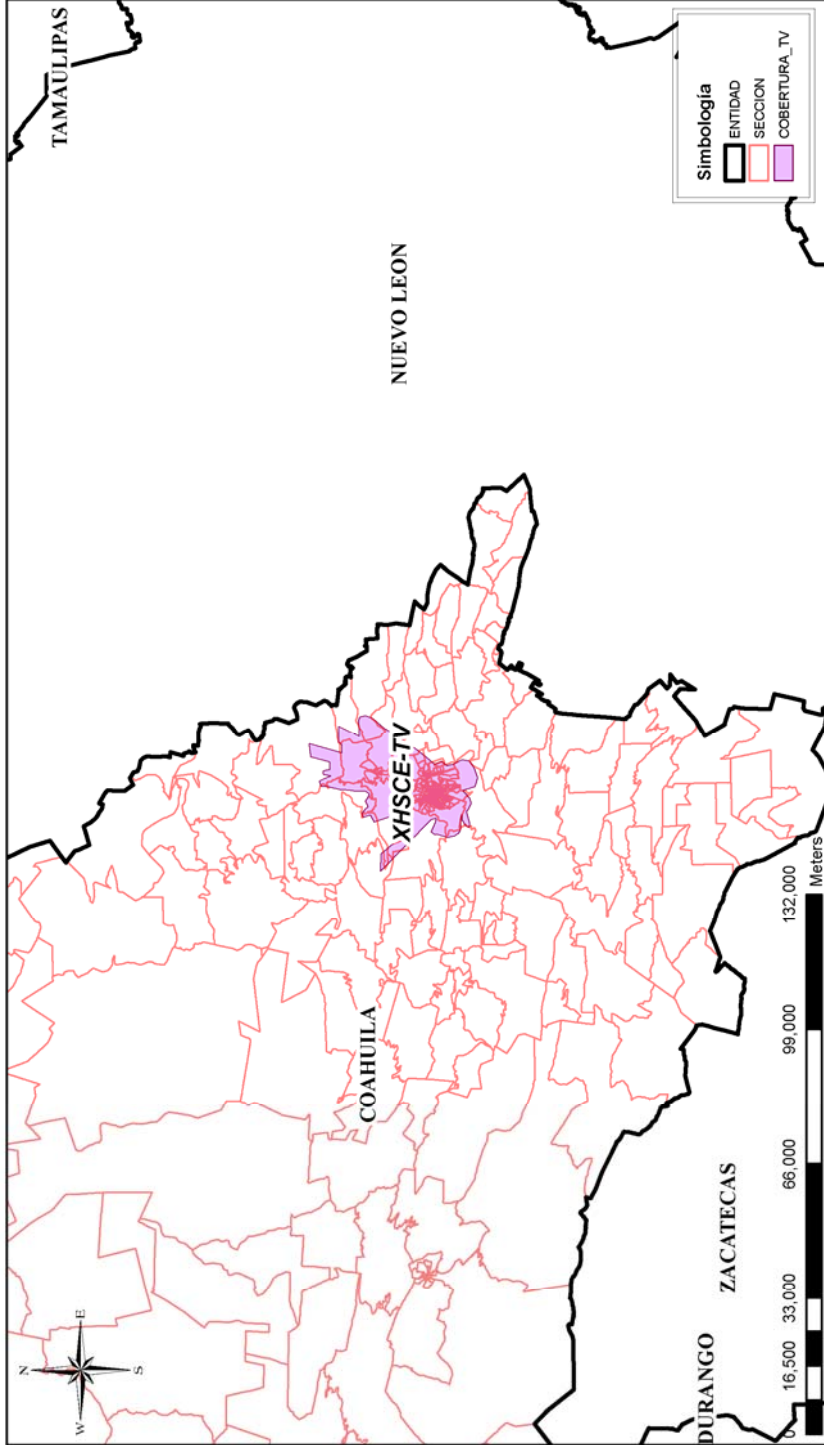 TAMAULIPAS
N
W
E
S
NUEVO LEON
XHSCE-TV
COAHUILA
ZACATECAS
DURANGO
0 16,500 33,000 66,000 99,000 132,000
Meters
Simbología
ENTIDAD
SECCION
COBERTURA_TV